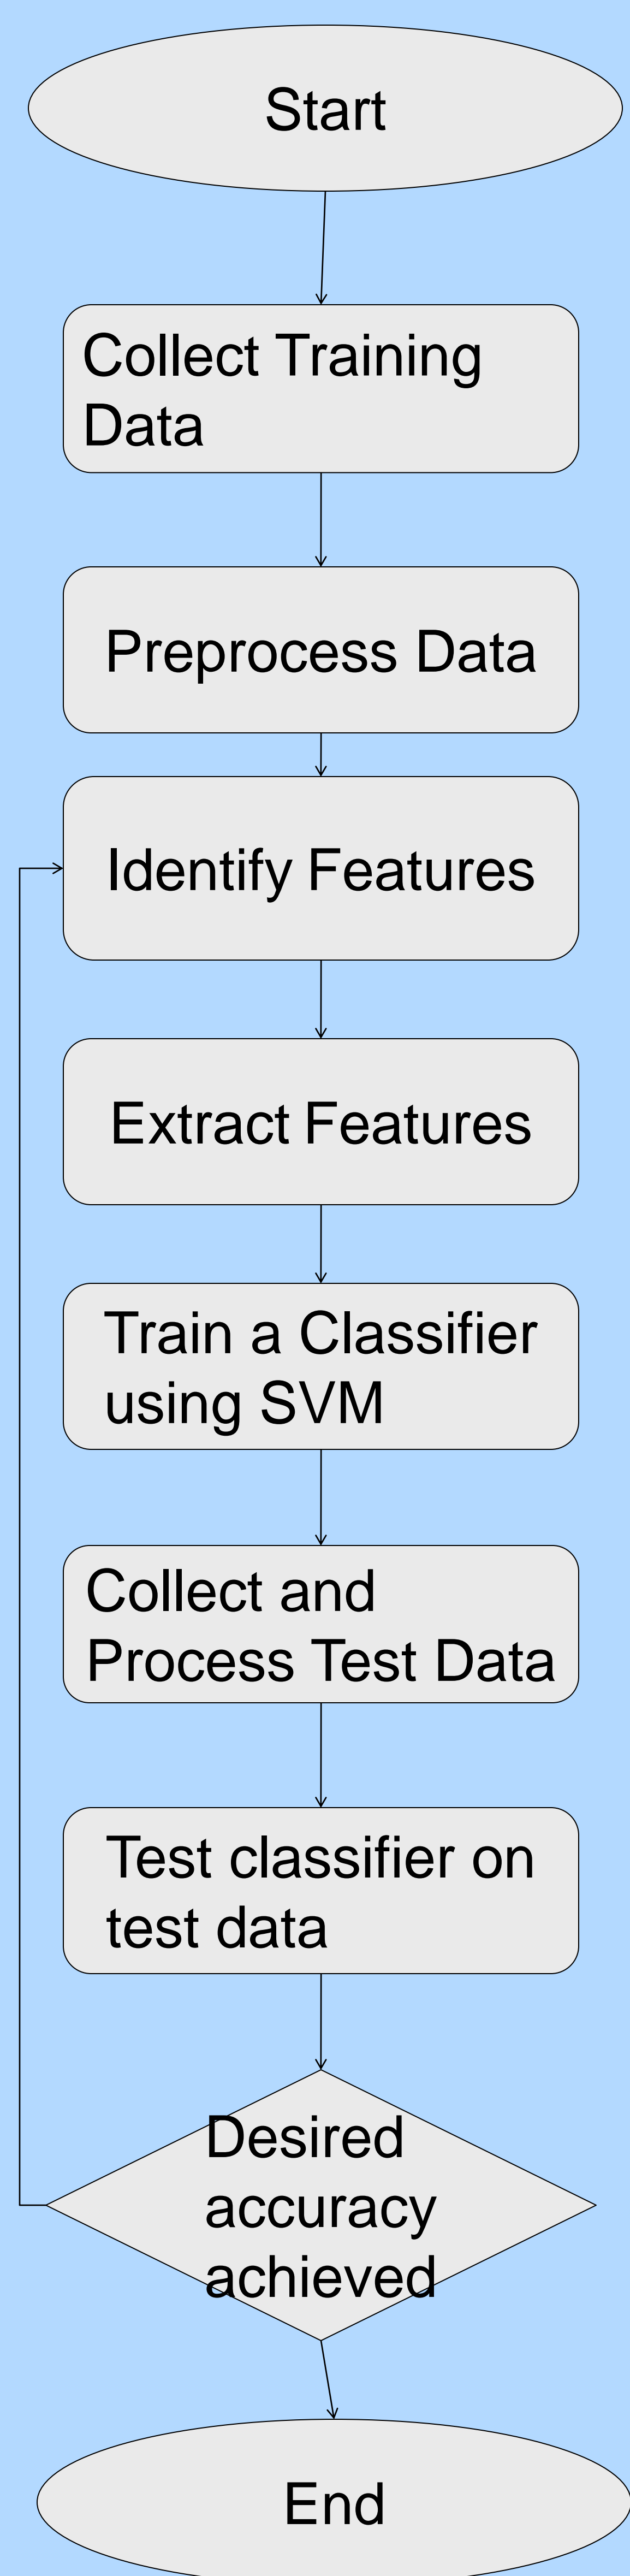 Start
Collect Training
Data
Preprocess Data
Identify Features
Extract Features
Train a Classifier
using SVM
Collect and
Process Test Data
Test classifier on
test data
Desired
accuracy
achieved
End